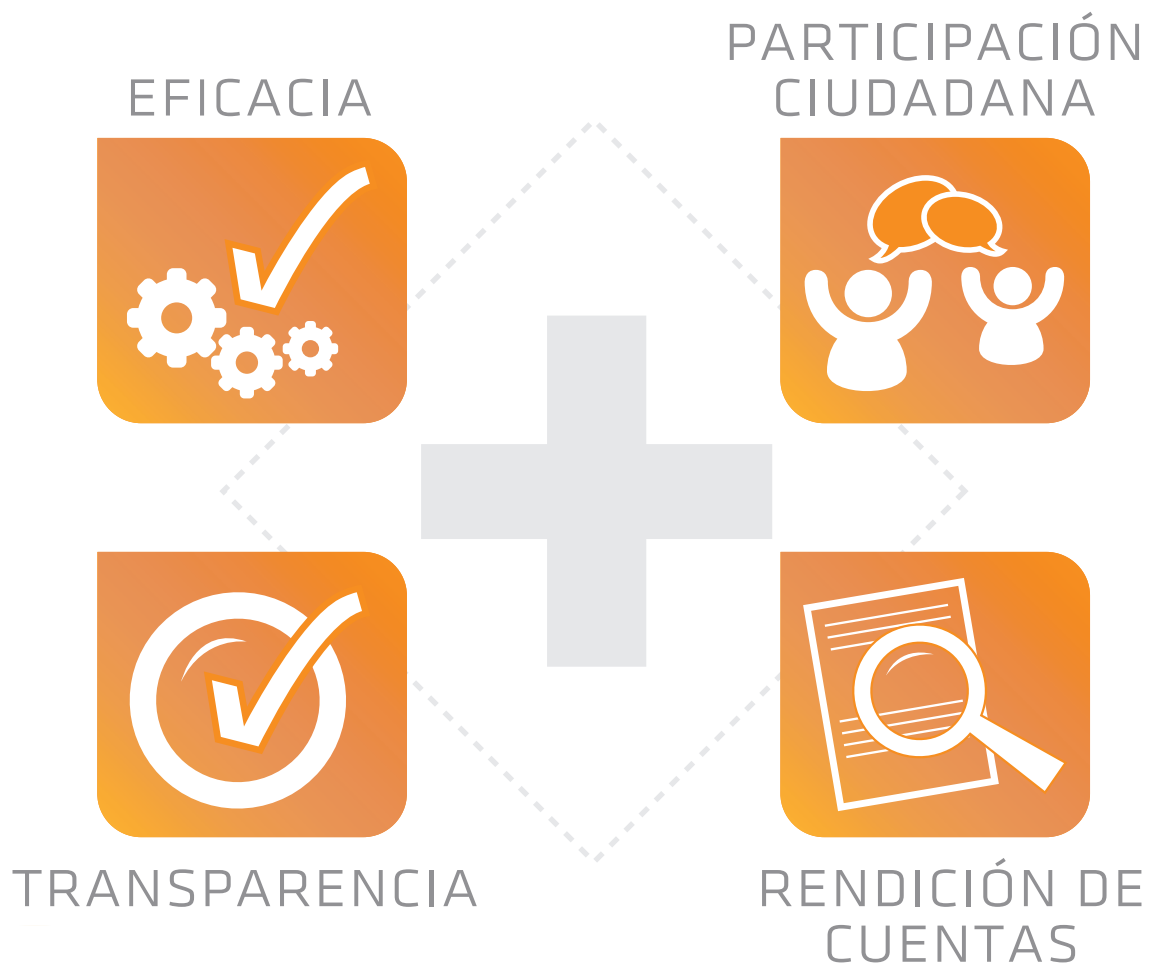 EFICACIA
PARTICIPACIÓN
CIUDADANA
TRANSPARENCIA
RENDICIÓN DE
CUENTAS